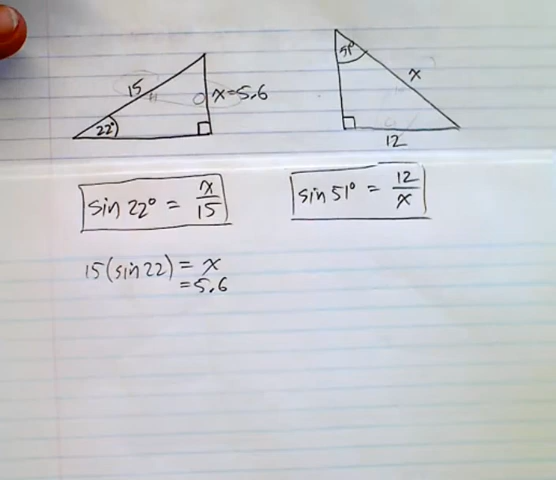 15
22°
H
O
x=5.6
51°
x
12
sin 22° = x/15
sin 51° = 12/x
15(sin 22) = x
= 5.6